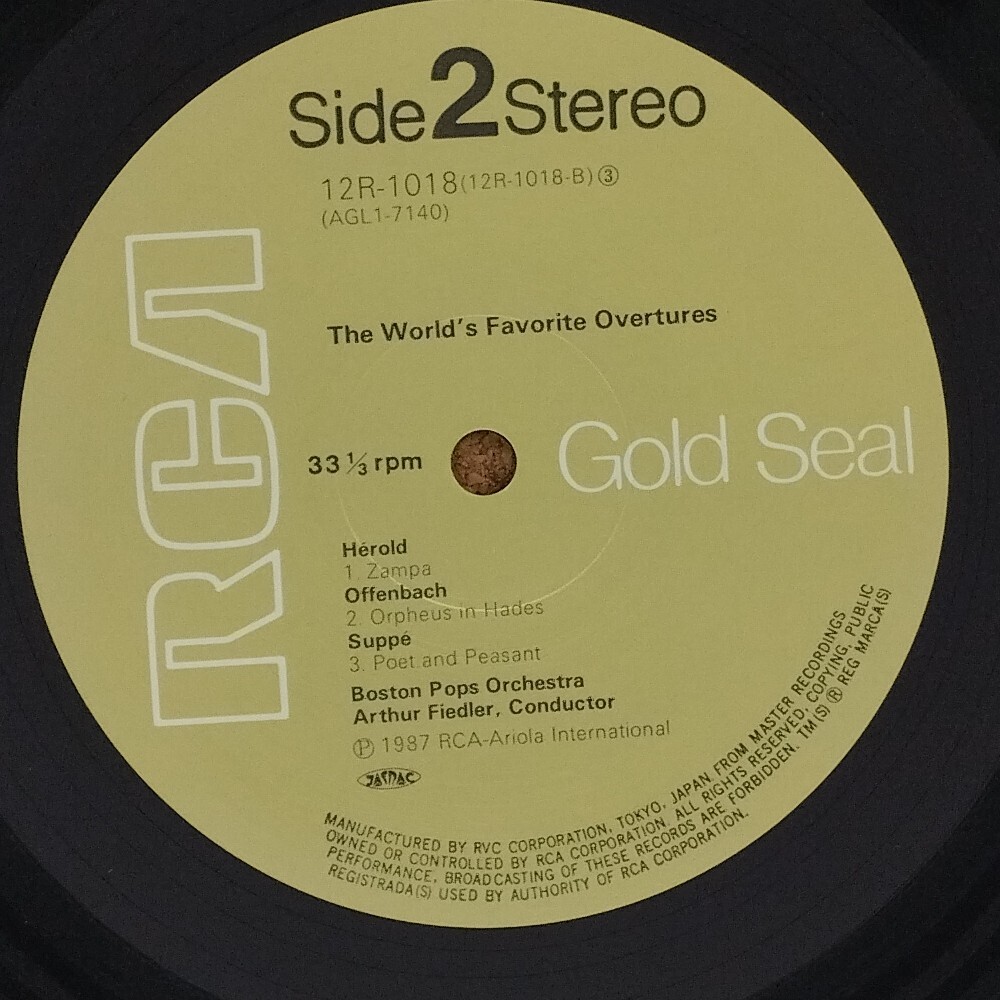 Side 2 Stereo
12R-1018 (12R-1018-B) ③
(AGL1-7140)
RCA
The World's Favorite Overtures
33 ⅓ rpm
Gold Seal
Hérold
1. Zampa
Offenbach
2. Orpheus in Hades
Suppé
3. Poet and Peasant
Boston Pops Orchestra
Arthur Fiedler, Conductor
Ⓟ 1987 RCA-Ariola International
JASRAC
MANUFACTURED BY RVC CORPORATION, TOKYO, JAPAN FROM MASTER RECORDINGS
OWNED OR CONTROLLED BY RCA CORPORATION. ALL RIGHTS RESERVED, COPYING, PUBLIC
PERFORMANCE, BROADCASTING OF THESE RECORDS ARE FORBIDDEN. TM(S) ® REG MARCA(S)
REGISTRADA(S) USED BY AUTHORITY OF RCA CORPORATION.